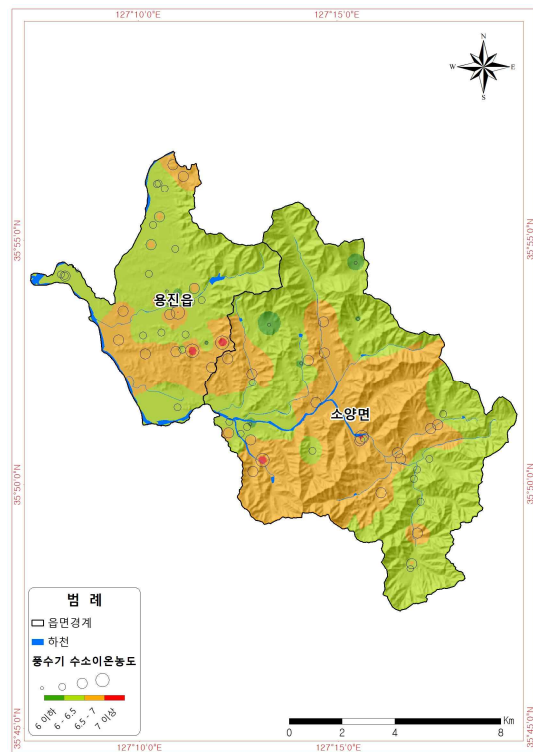 127°10'0"E 127°15'0"E
N
W E
S
35°55'0"N 35°55'0"N
용진읍
소양면
35°50'0"N 35°50'0"N
범 례
읍면경계
하천
풍수기 수소이온농도
6 이하 6 - 6.5 6.5 - 7 7 이상
Km
0 2 4 8
35°45'0"N 35°45'0"N
127°10'0"E 127°15'0"E